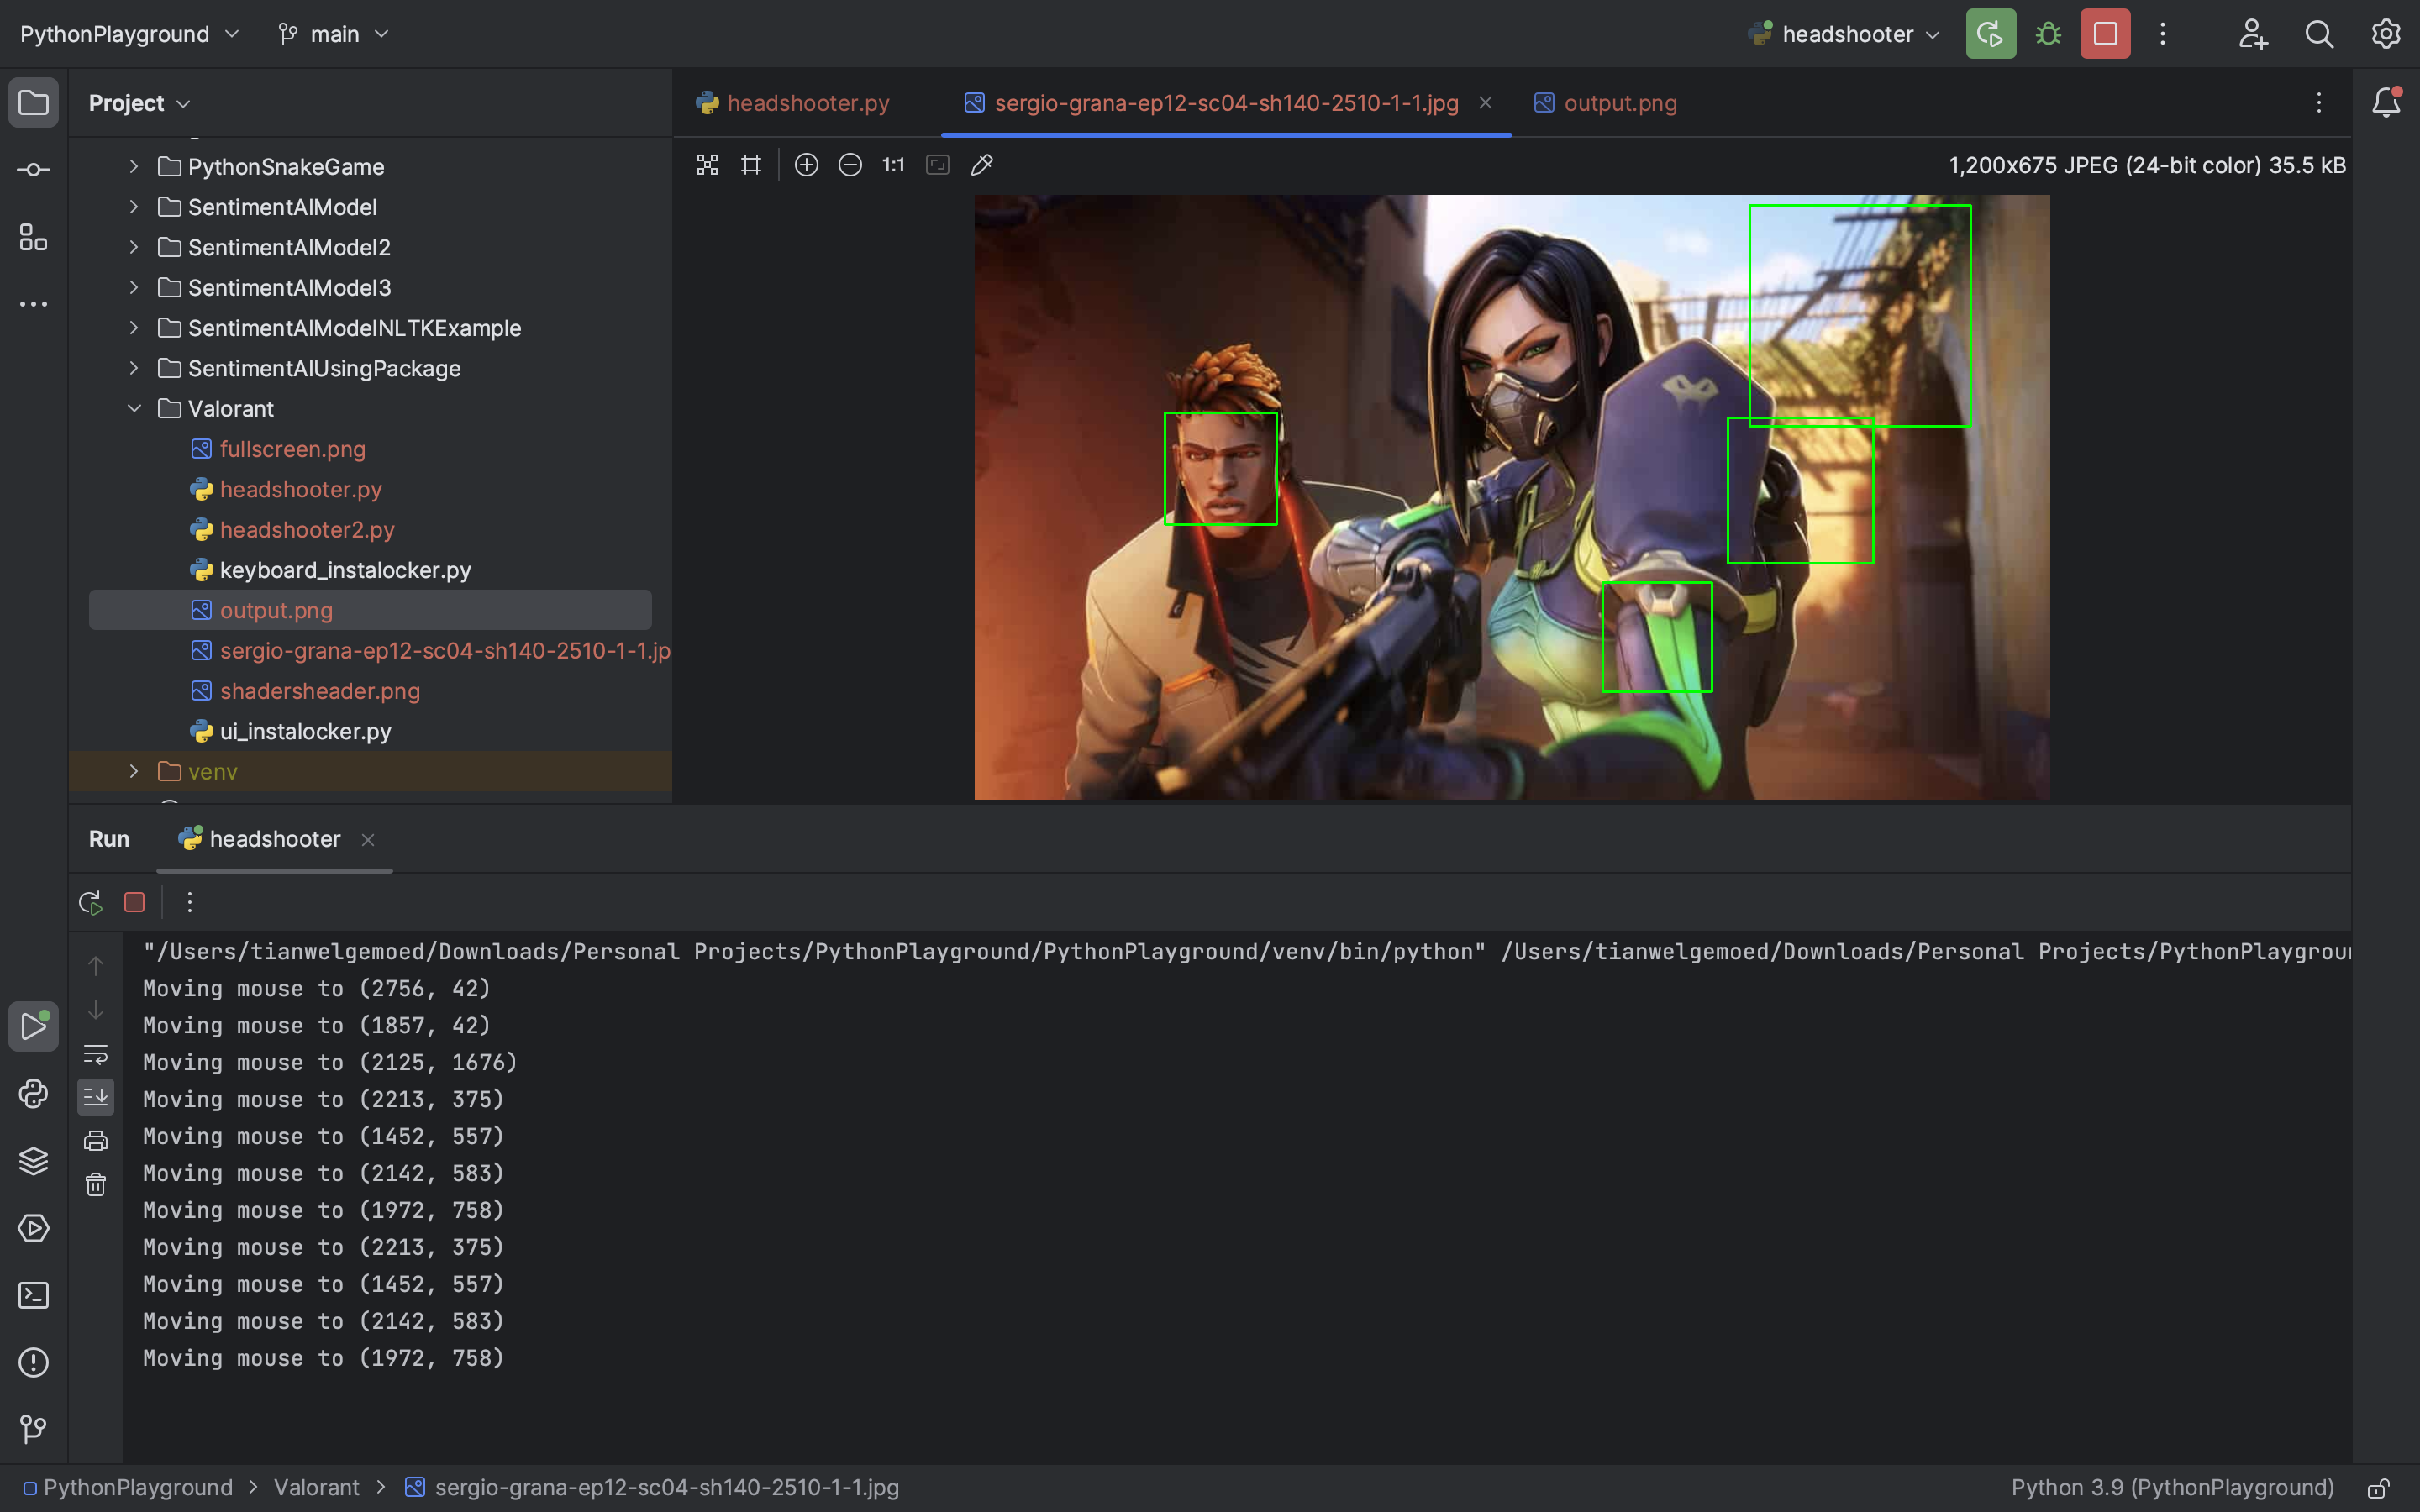 PythonPlayground main headshooter
Project
PythonSnakeGame
SentimentAIModel
SentimentAIModel2
SentimentAIModel3
SentimentAIModelNLTKExample
SentimentAIUsingPackage
Valorant
fullscreen.png
headshooter.py
headshooter2.py
keyboard_instalocker.py
output.png
sergio-grana-ep12-sc04-sh140-2510-1-1.jp
shadersheader.png
ui_instalocker.py
venv
headshooter.py sergio-grana-ep12-sc04-sh140-2510-1-1.jpg output.png
1:1 1,200x675 JPEG (24-bit color) 35.5 kB
Run headshooter
"/Users/tianwelgemoed/Downloads/Personal Projects/PythonPlayground/PythonPlayground/venv/bin/python" /Users/tianwelgemoed/Downloads/Personal Projects/PythonPlaygrou
Moving mouse to (2756, 42)
Moving mouse to (1857, 42)
Moving mouse to (2125, 1676)
Moving mouse to (2213, 375)
Moving mouse to (1452, 557)
Moving mouse to (2142, 583)
Moving mouse to (1972, 758)
Moving mouse to (2213, 375)
Moving mouse to (1452, 557)
Moving mouse to (2142, 583)
Moving mouse to (1972, 758)
PythonPlayground > Valorant > sergio-grana-ep12-sc04-sh140-2510-1-1.jpg Python 3.9 (PythonPlayground)